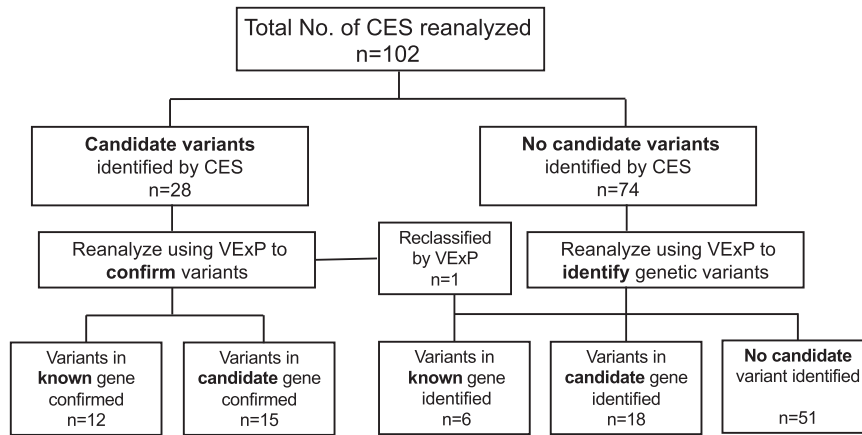 Total No. of CES reanalyzed
n=102
Candidate variants
identified by CES
n=28
No candidate variants
identified by CES
n=74
Reanalyze using VExP to
confirm variants
Reclassified
by VExP
n=1
Reanalyze using VExP to
identify genetic variants
Variants in
known gene
confirmed
n=12
Variants in
candidate gene
confirmed
n=15
Variants in
known gene
identified
n=6
Variants in
candidate gene
identified
n=18
No candidate
variant identified
n=51